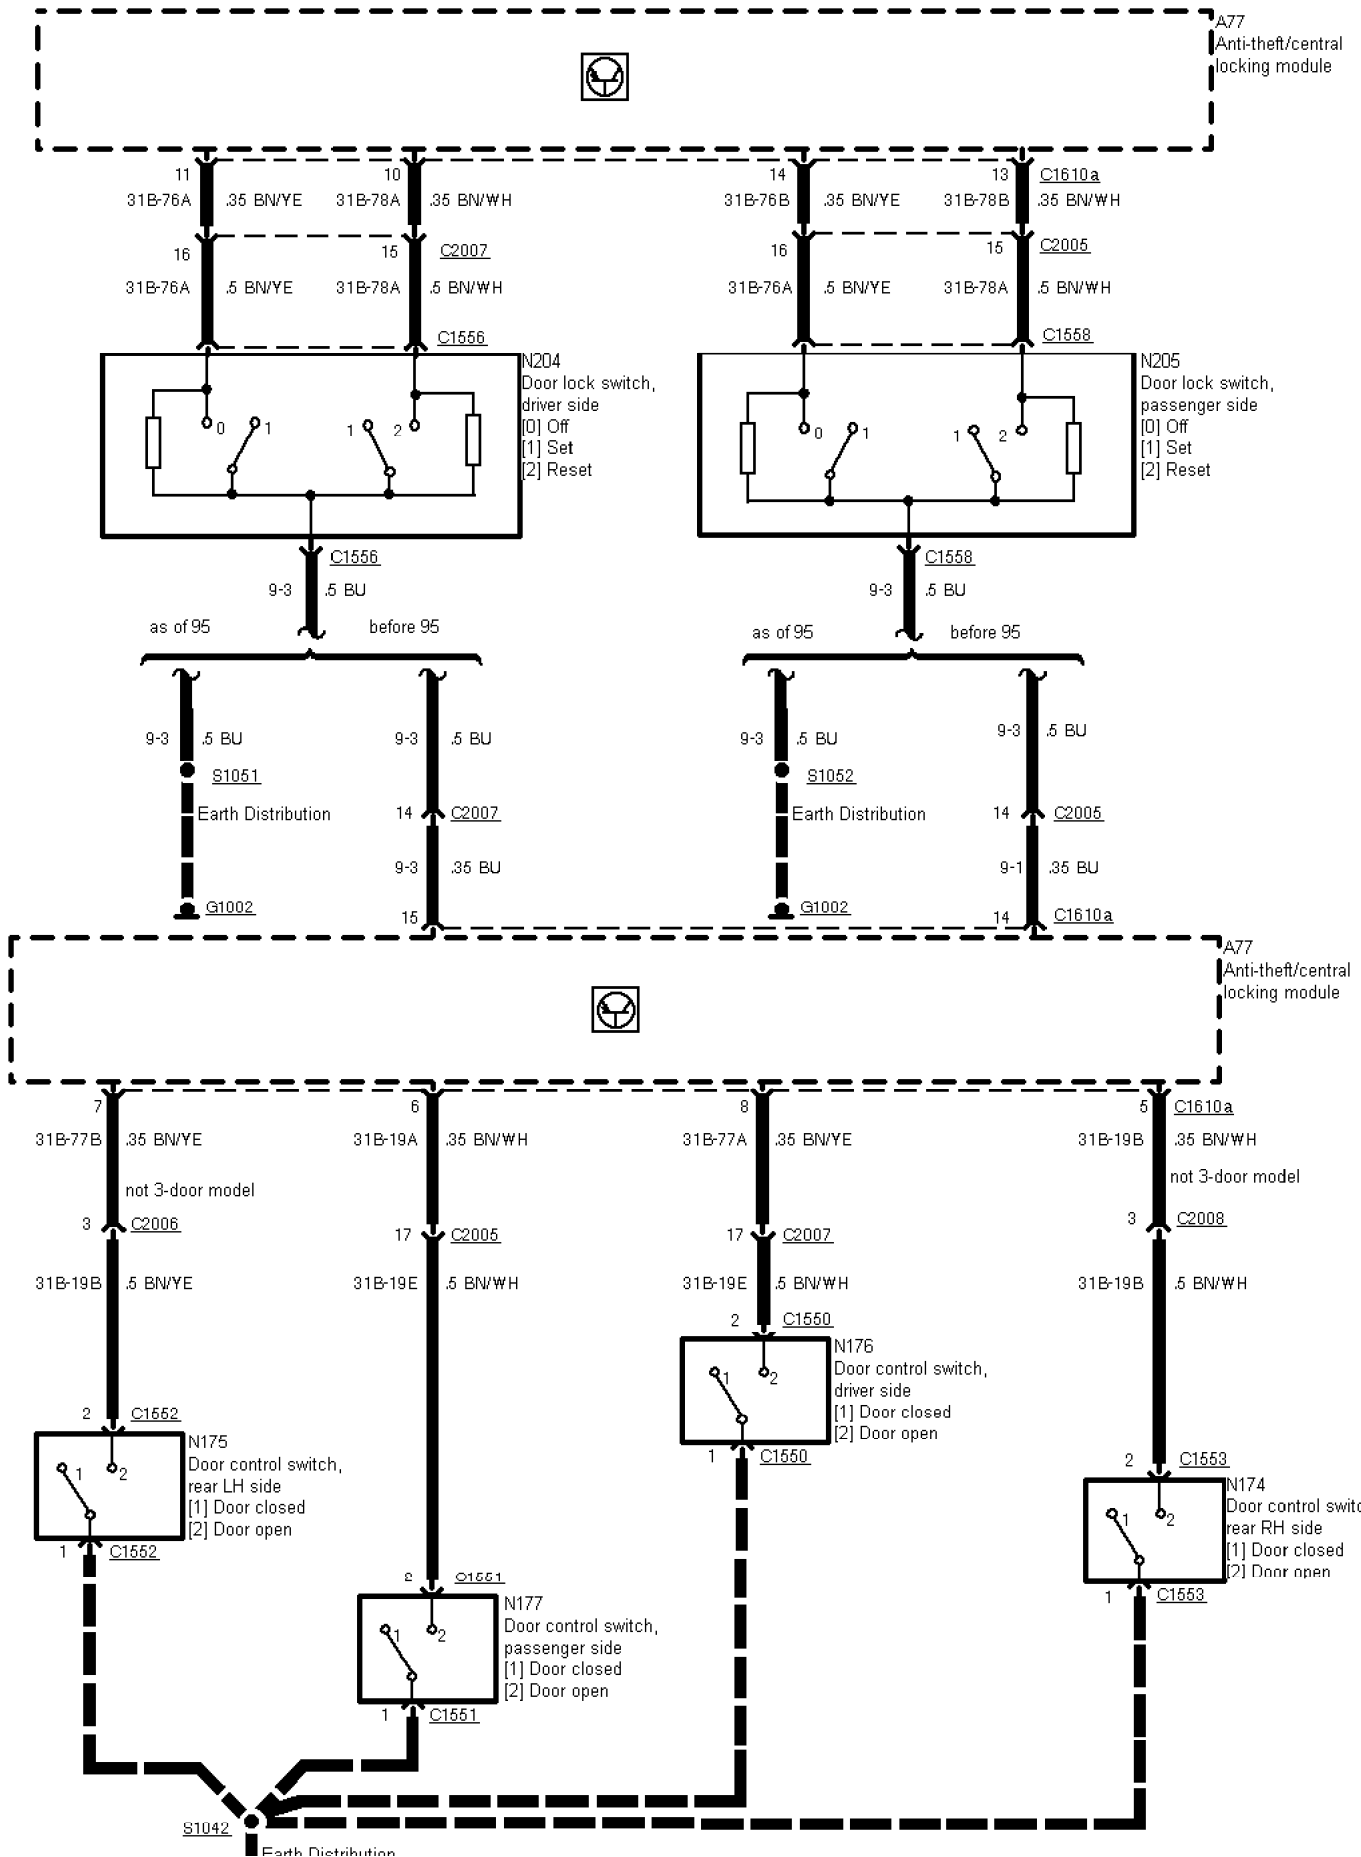 A77
Anti-theft/central
locking module
11
10
14
13
C1610a
31B-76A
.35 BN/YE
31B-78A
.35 BN/WH
31B-76B
.35 BN/YE
31B-78B
.35 BN/WH
16
15
C2007
16
15
C2005
31B-76A
.5 BN/YE
31B-78A
.5 BN/WH
31B-76A
.5 BN/YE
31B-78A
.5 BN/WH
C1556
C1558
N204
Door lock switch,
driver side
[0] Off
[1] Set
[2] Reset
0
1
1
2
N205
Door lock switch,
passenger side
[0] Off
[1] Set
[2] Reset
0
1
1
2
C1556
9-3
.5 BU
C1558
9-3
.5 BU
as of 95
before 95
as of 95
before 95
9-3
.5 BU
9-3
.5 BU
9-3
.5 BU
9-3
.5 BU
S1051
S1052
Earth Distribution
14
C2007
Earth Distribution
14
C2005
9-3
.35 BU
9-1
.35 BU
G1002
15
G1002
14
C1610a
A77
Anti-theft/central
locking module
7
6
8
5
C1610a
31B-77B
.35 BN/YE
31B-19A
.35 BN/WH
31B-77A
.35 BN/YE
31B-19B
.35 BN/WH
not 3-door model
not 3-door model
3
C2006
17
C2005
17
C2007
3
C2008
31B-19B
.5 BN/YE
31B-19E
.5 BN/WH
31B-19E
.5 BN/WH
31B-19B
.5 BN/WH
2
C1550
N176
Door control switch,
driver side
[1] Door closed
[2] Door open
1
2
1
C1550
2
C1552
N175
Door control switch,
rear LH side
[1] Door closed
[2] Door open
1
2
1
C1552
2
C1553
N174
Door control switc
rear RH side
[1] Door closed
[2] Door open
1
2
1
C1553
2
C1551
N177
Door control switch,
passenger side
[1] Door closed
[2] Door open
1
2
1
C1551
S1042
Earth Distribution